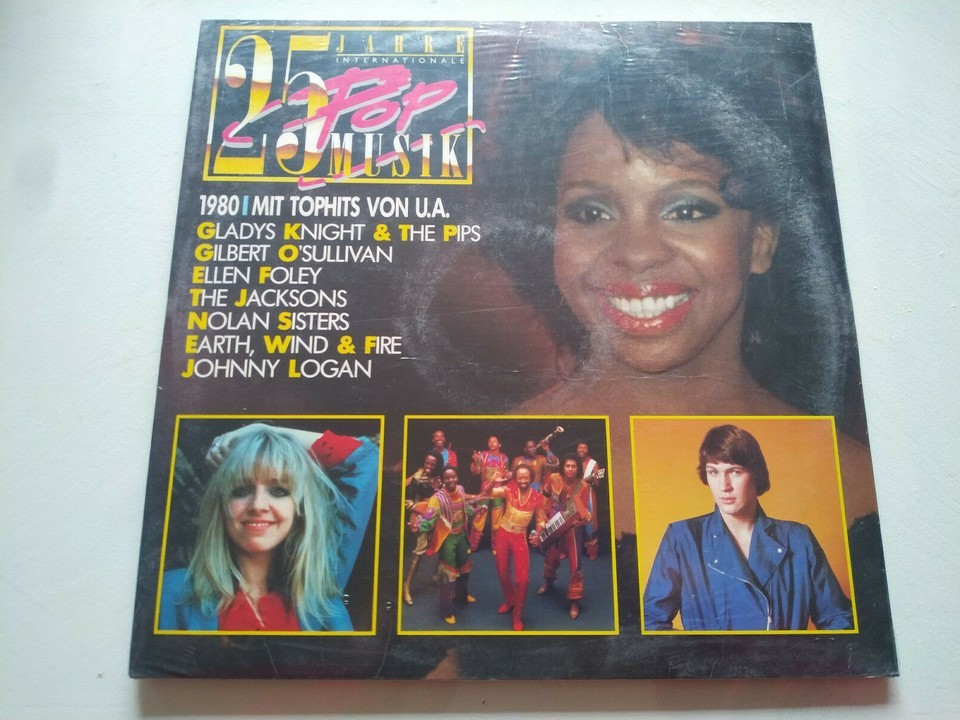 25 JAHRE
INTERNATIONALE
Pop
MUSIK
1980 | MIT TOPHITS VON U.A.
GLADYS KNIGHT & THE PIPS
GILBERT O'SULLIVAN
ELLEN FOLEY
THE JACKSONS
NOLAN SISTERS
EARTH, WIND & FIRE
JOHNNY LOGAN